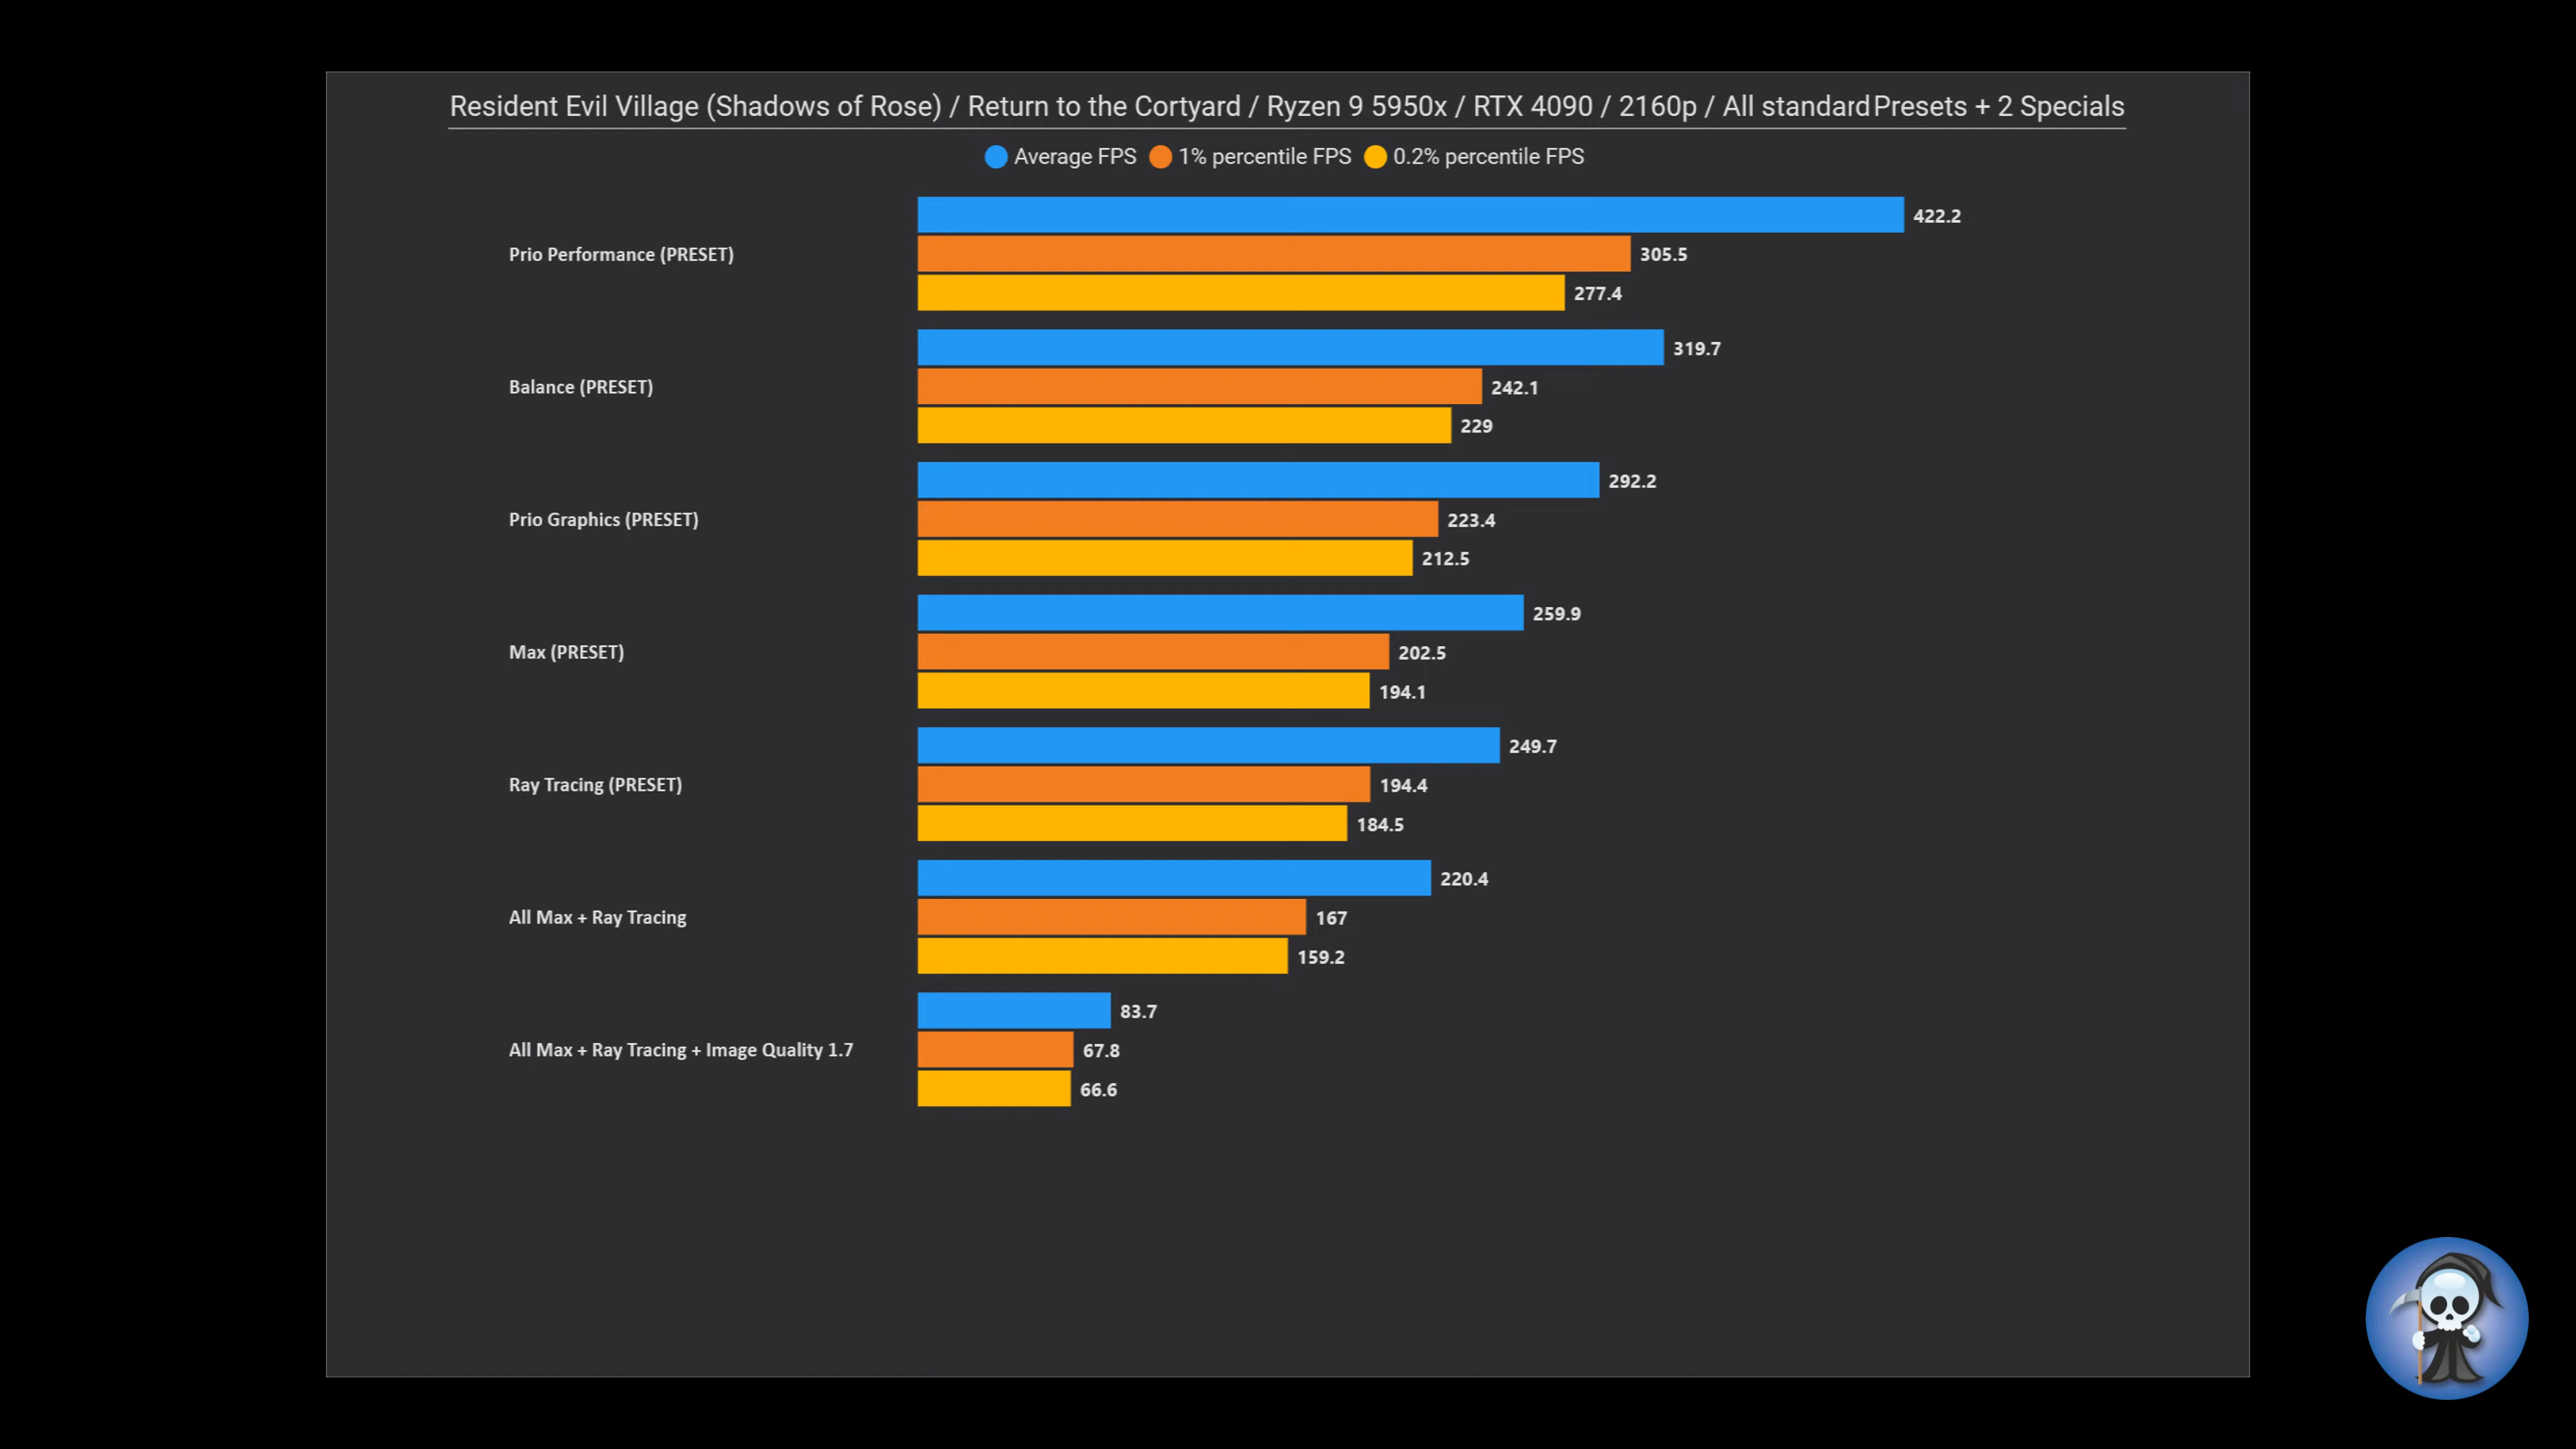 Resident Evil Village (Shadows of Rose) / Return to the Cortyard / Ryzen 9 5950x / RTX 4090 / 2160p / All standard Presets + 2 Specials
Average FPS 1% percentile FPS 0.2% percentile FPS
422.2
Prio Performance (PRESET) 305.5
277.4
319.7
Balance (PRESET) 242.1
229
292.2
Prio Graphics (PRESET) 223.4
212.5
259.9
Max (PRESET) 202.5
194.1
249.7
Ray Tracing (PRESET) 194.4
184.5
220.4
All Max + Ray Tracing 167
159.2
83.7
All Max + Ray Tracing + Image Quality 1.7 67.8
66.6